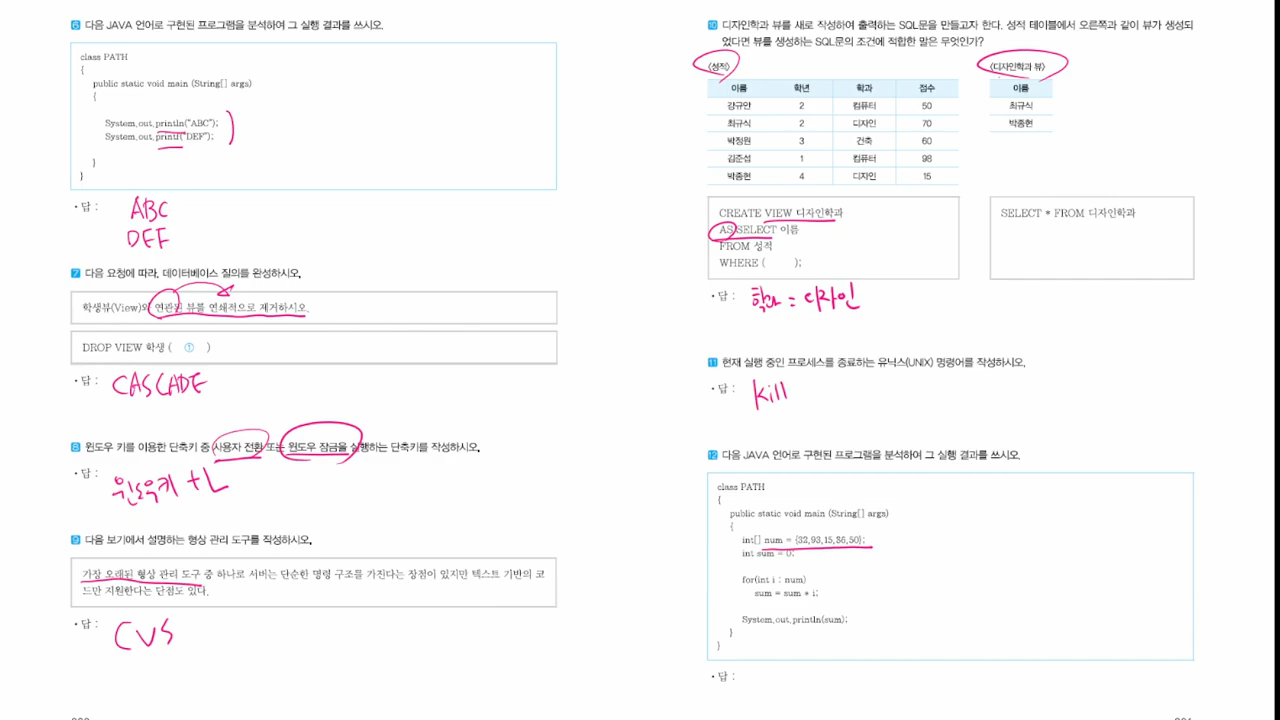 6 다음 JAVA 언어로 구현된 프로그램을 분석하여 그 실행 결과를 쓰시오.
class PATH
{
public static void main (String[] args)
{
System.out.println("ABC");
System.out.print("DEF");
}
}
• 답 :
ABC
DEF
7 다음 요청에 따라, 데이터베이스 질의를 완성하시오.
학생뷰(View)와 연관된 뷰를 연쇄적으로 제거하시오.
DROP VIEW 학생 ( ① )
• 답 :
CASCADE
8 윈도우 키를 이용한 단축키 중 사용자 전환 또는 윈도우 잠금을 실행하는 단축키를 작성하시오.
• 답 :
윈도우키 + L
9 다음 보기에서 설명하는 형상 관리 도구를 작성하시오.
가장 오래된 형상 관리 도구 중 하나로 서버는 단순한 명령 구조를 가진다는 장점이 있지만 텍스트 기반의 코
드만 지원한다는 단점도 있다.
• 답 :
CVS
10 디자인학과 뷰를 새로 작성하여 출력하는 SQL문을 만들고자 한다. 성적 테이블에서 오른쪽과 같이 뷰가 생성되
었다면 뷰를 생성하는 SQL문의 조건에 적합한 말은 무엇인가?
〈성적〉
이름 학년 학과 점수
강규얀 2 컴퓨터 50
최규식 2 디자인 70
박정원 3 건축 60
김준섭 1 컴퓨터 98
박종현 4 디자인 15
〈디자인학과 뷰〉
이름
최규식
박종현
CREATE VIEW 디자인학과
AS SELECT 이름
FROM 성적
WHERE ( );
SELECT * FROM 디자인학과
• 답 :
학과 = 디자인
11 현재 실행 중인 프로세스를 종료하는 유닉스(UNIX) 명령어를 작성하시오.
• 답 :
kill
12 다음 JAVA 언어로 구현된 프로그램을 분석하여 그 실행 결과를 쓰시오.
class PATH
{
public static void main (String[] args)
{
int[] num = {32,93,15,36,50};
int sum = 0;
for(int i : num)
sum = sum + i;
System.out.println(sum);
}
}
• 답 :